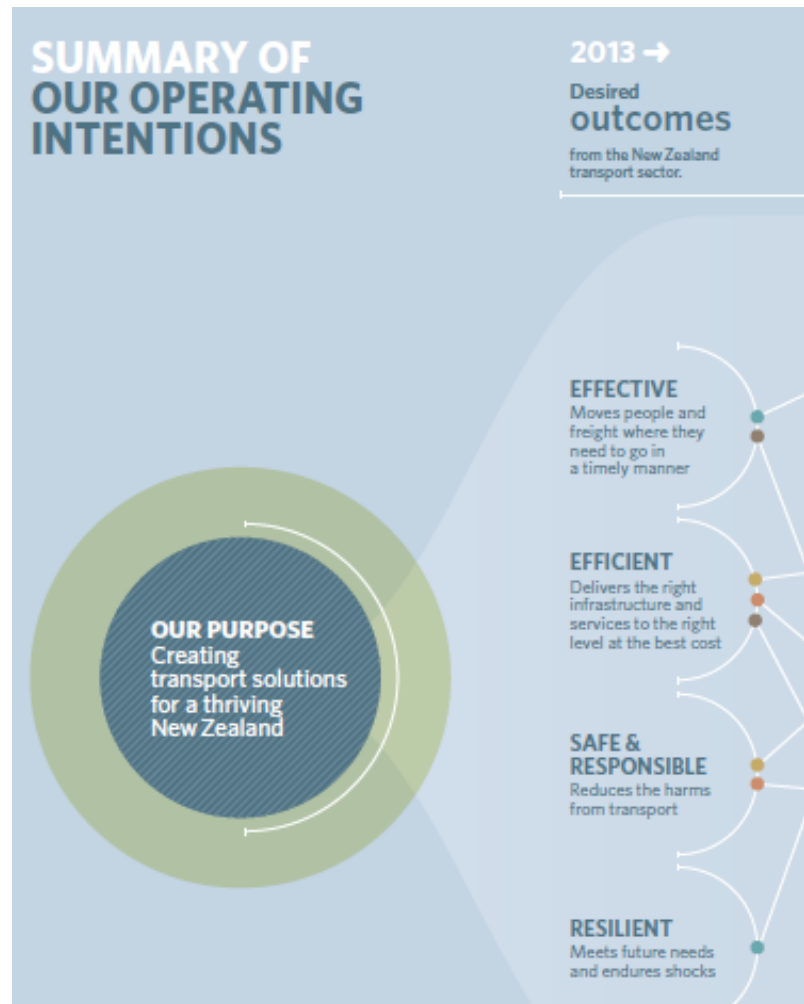 SUMMARY OF
OUR OPERATING
INTENTIONS
2013 →
Desired
outcomes
from the New Zealand
transport sector.
EFFECTIVE
Moves people and
freight where they
need to go in
a timely manner
EFFICIENT
Delivers the right
infrastructure and
services to the right
level at the best cost
OUR PURPOSE
Creating
transport solutions
for a thriving
New Zealand
SAFE &
RESPONSIBLE
Reduces the harms
from transport
RESILIENT
Meets future needs
and endures shocks